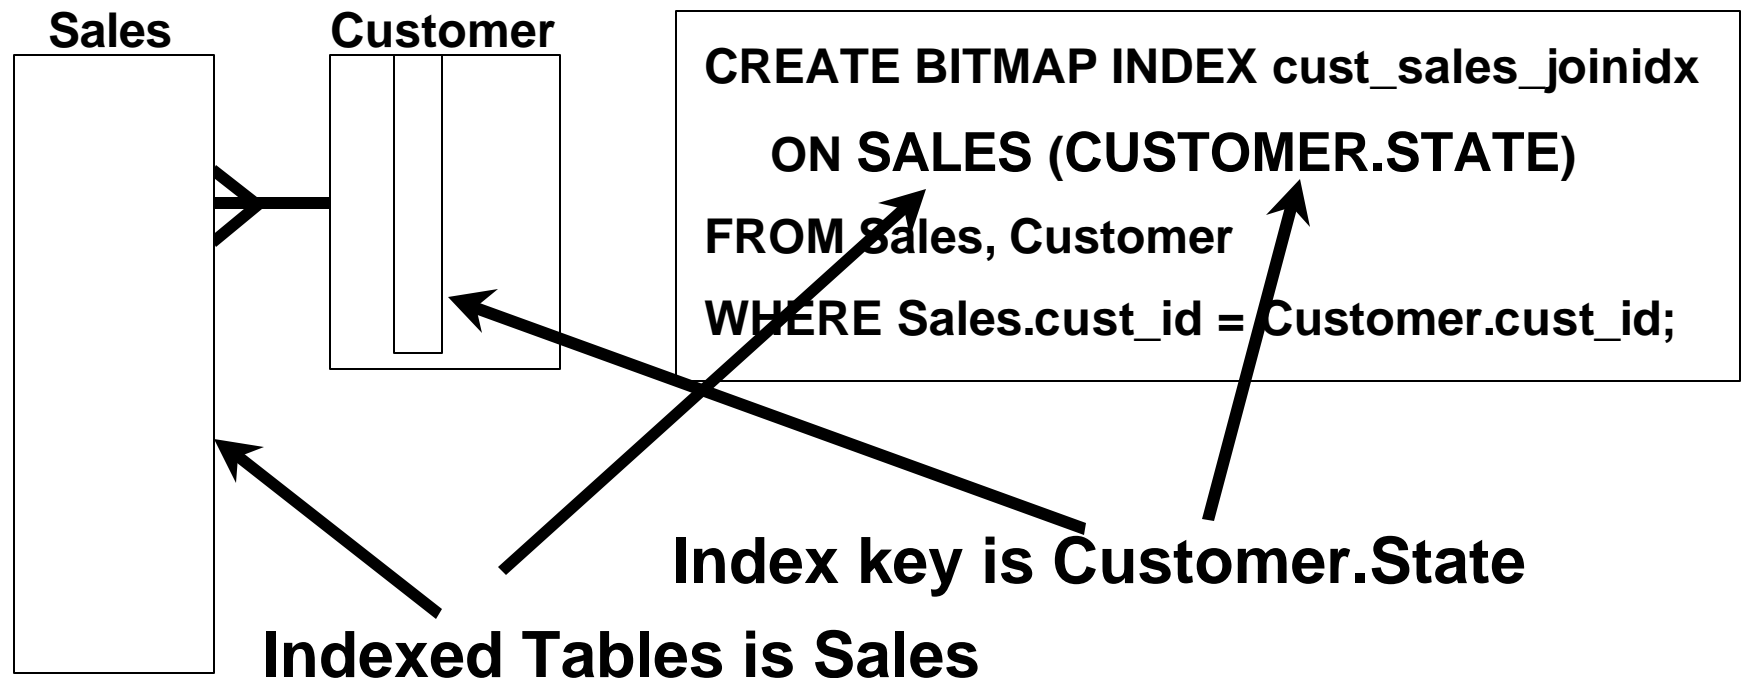 Sales
Customer
CREATE BITMAP INDEX cust_sales_joinidx
ON SALES (CUSTOMER.STATE)
FROM Sales, Customer
WHERE Sales.cust_id = Customer.cust_id;
Index key is Customer.State
Indexed Tables is Sales